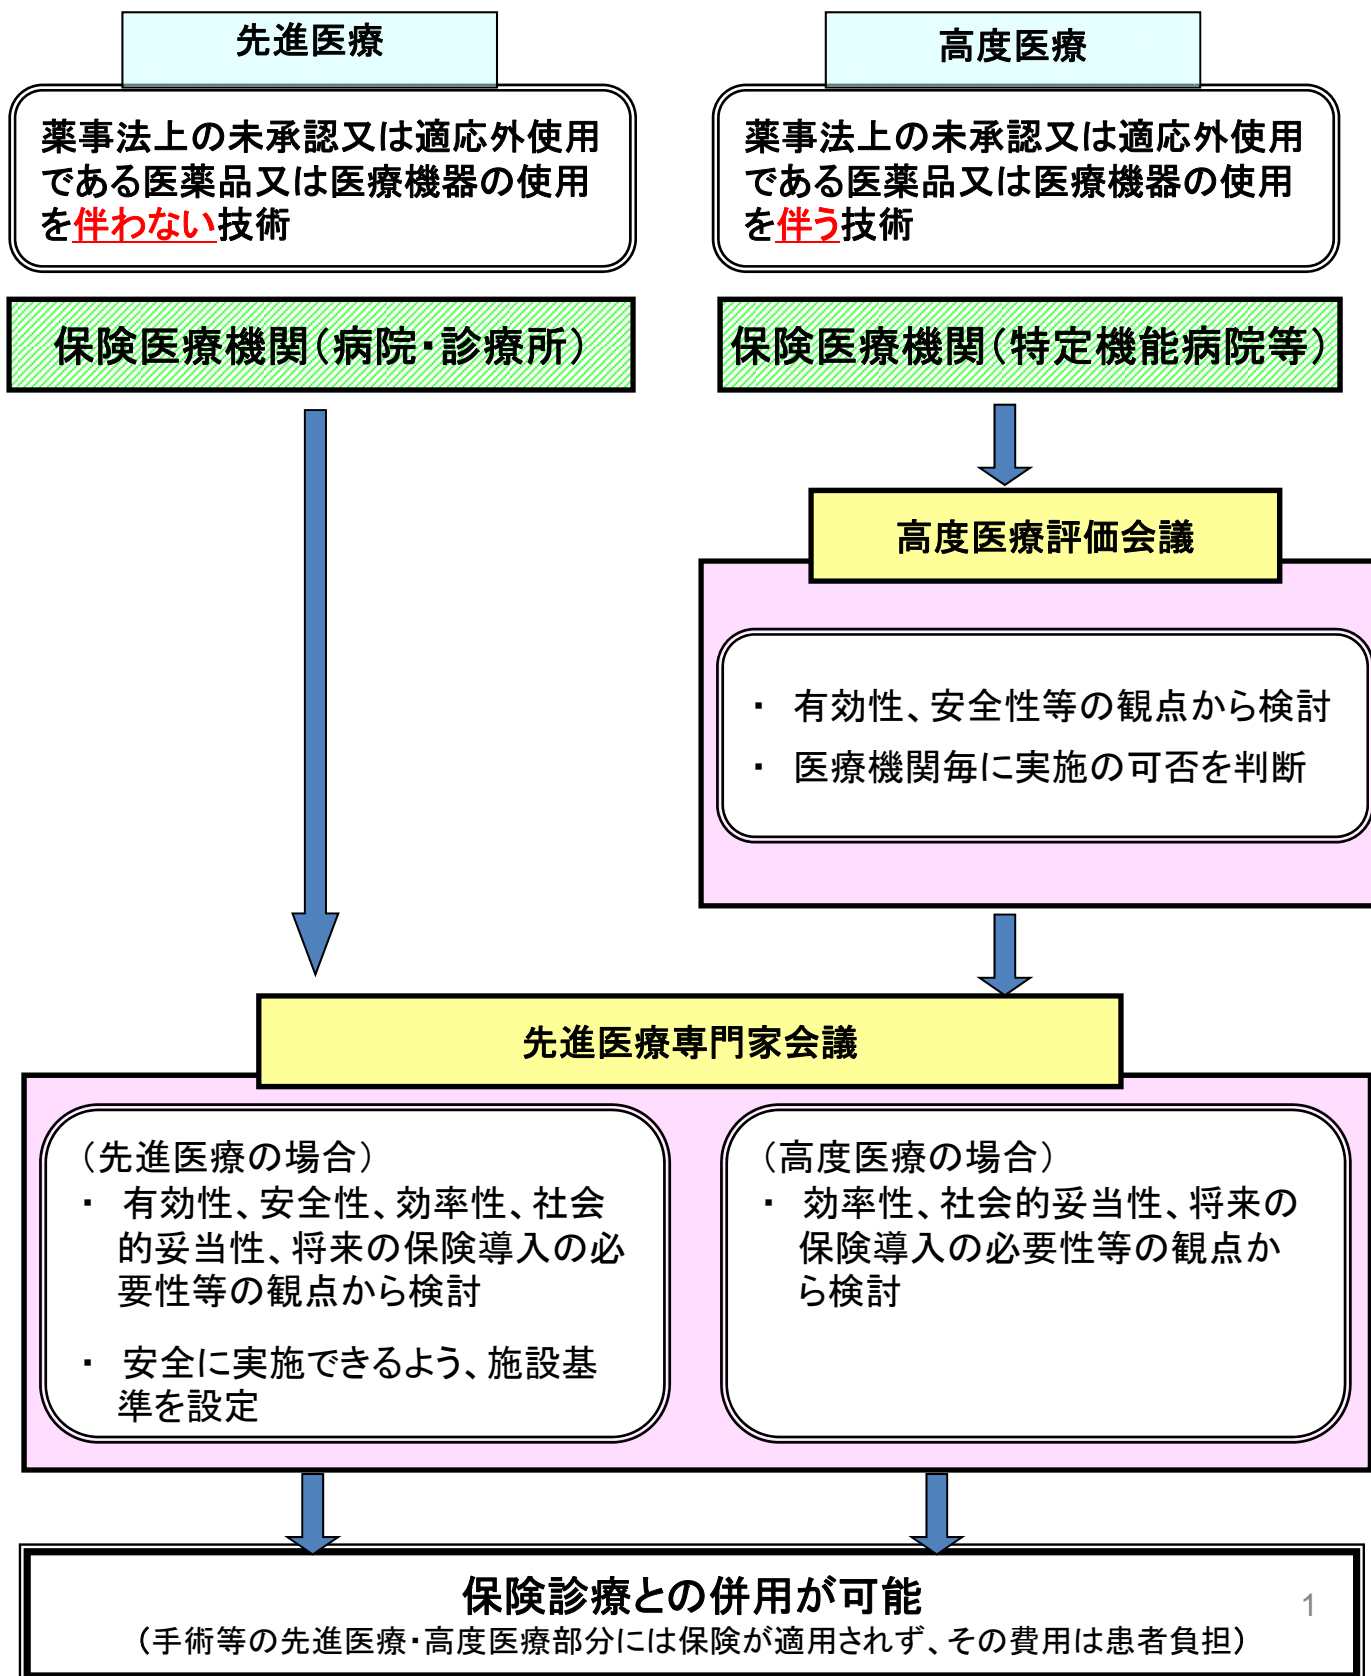 先進医療
薬事法上の未承認又は適応外使用
である医薬品又は医療機器の使用
を伴わない技術
保険医療機関（病院・診療所）
高度医療
薬事法上の未承認又は適応外使用
である医薬品又は医療機器の使用
を伴う技術
保険医療機関（特定機能病院等）
高度医療評価会議
・ 有効性、安全性等の観点から検討
・ 医療機関毎に実施の可否を判断
先進医療専門家会議
（先進医療の場合）
・ 有効性、安全性、効率性、社会
的妥当性、将来の保険導入の必
要性等の観点から検討
・ 安全に実施できるよう、施設基
準を設定
（高度医療の場合）
・ 効率性、社会的妥当性、将来の
保険導入の必要性等の観点か
ら検討
保険診療との併用が可能
（手術等の先進医療・高度医療部分には保険が適用されず、その費用は患者負担）
1